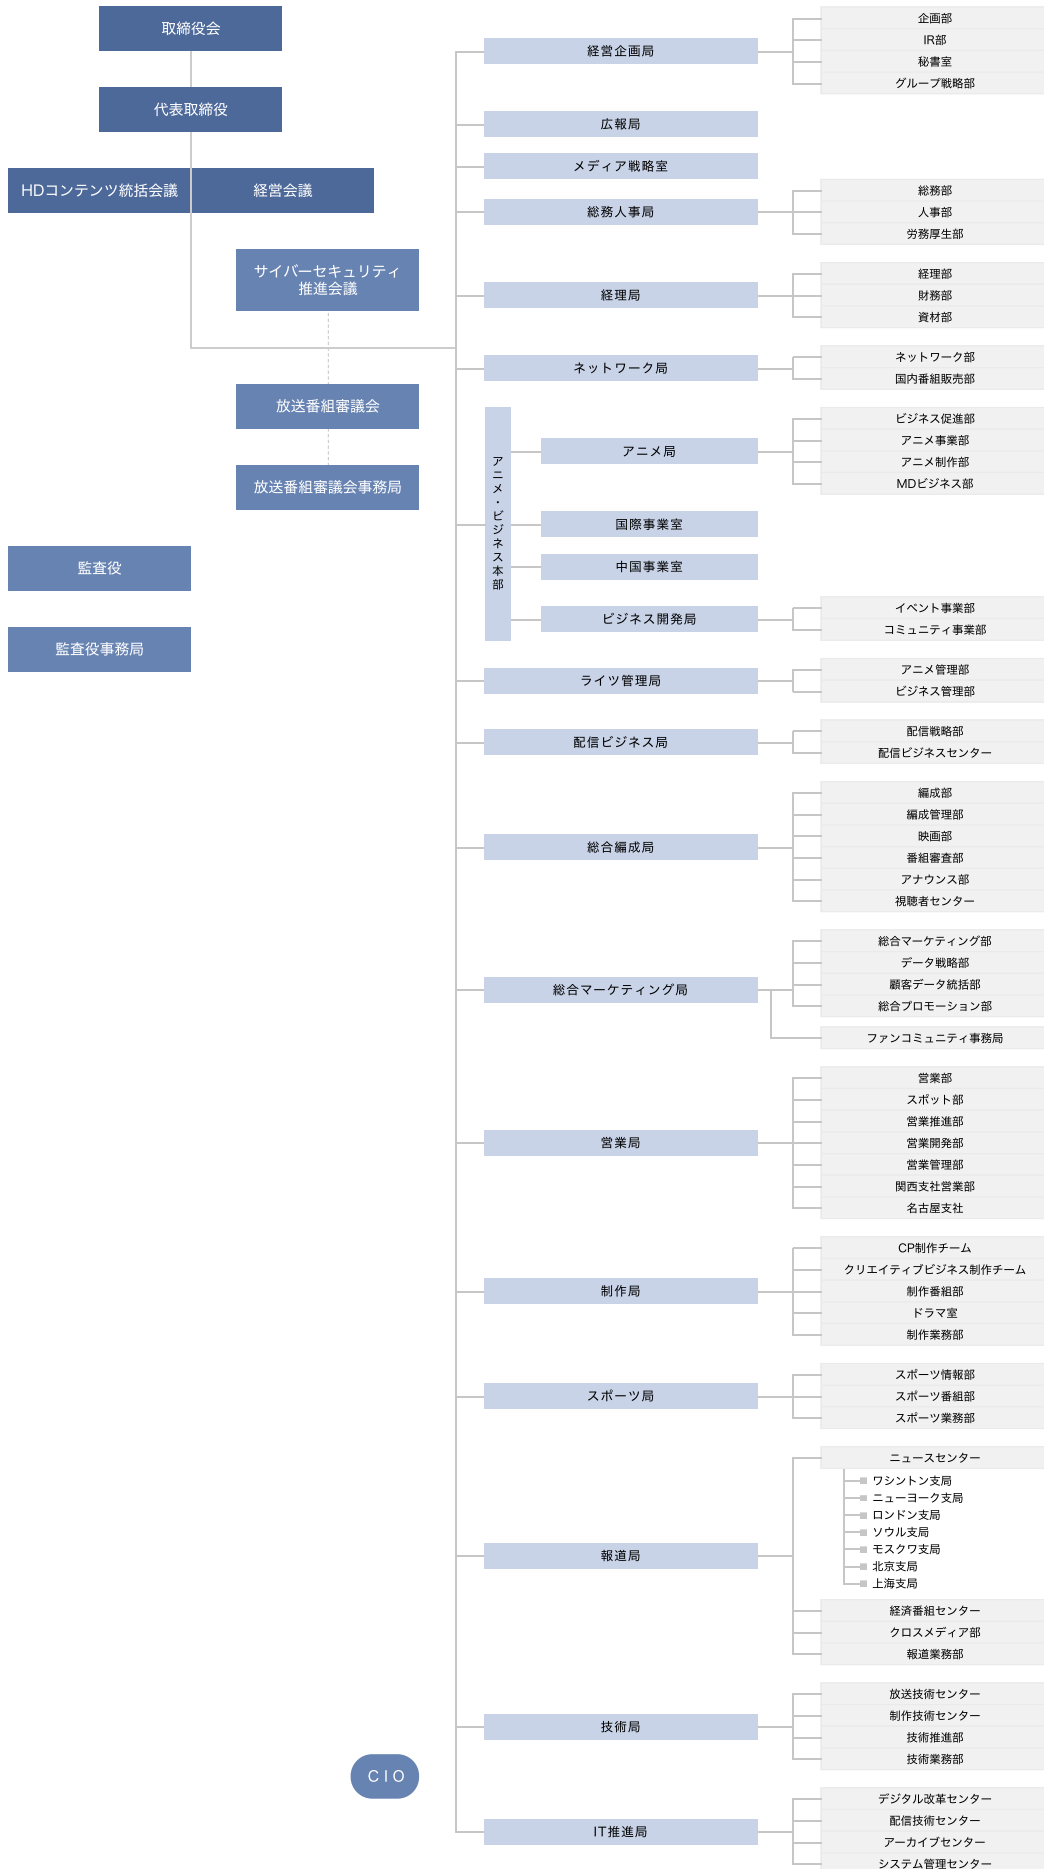 取締役会
代表取締役
HDコンテンツ統括会議
経営会議
サイバーセキュリティ
推進会議
放送番組審議会
放送番組審議会事務局
監査役
監査役事務局
CIO
経営企画局
企画部
IR部
秘書室
グループ戦略部
広報局
メディア戦略室
総務人事局
総務部
人事部
労務厚生部
経理局
経理部
財務部
資材部
ネットワーク局
ネットワーク部
国内番組販売部
アニメ・ビジネス本部
アニメ局
ビジネス促進部
アニメ事業部
アニメ制作部
MDビジネス部
国際事業室
中国事業室
ビジネス開発局
イベント事業部
コミュニティ事業部
ライツ管理局
アニメ管理部
ビジネス管理部
配信ビジネス局
配信戦略部
配信ビジネスセンター
総合編成局
編成部
編成管理部
映画部
番組審査部
アナウンス部
視聴者センター
総合マーケティング局
総合マーケティング部
データ戦略部
顧客データ統括部
総合プロモーション部
ファンコミュニティ事務局
営業局
営業部
スポット部
営業推進部
営業開発部
営業管理部
関西支社営業部
名古屋支社
制作局
CP制作チーム
クリエイティブビジネス制作チーム
制作番組部
ドラマ室
制作業務部
スポーツ局
スポーツ情報部
スポーツ番組部
スポーツ業務部
報道局
ニュースセンター
ワシントン支局
ニューヨーク支局
ロンドン支局
ソウル支局
モスクワ支局
北京支局
上海支局
経済番組センター
クロスメディア部
報道業務部
技術局
放送技術センター
制作技術センター
技術推進部
技術業務部
IT推進局
デジタル改革センター
配信技術センター
アーカイブセンター
システム管理センター